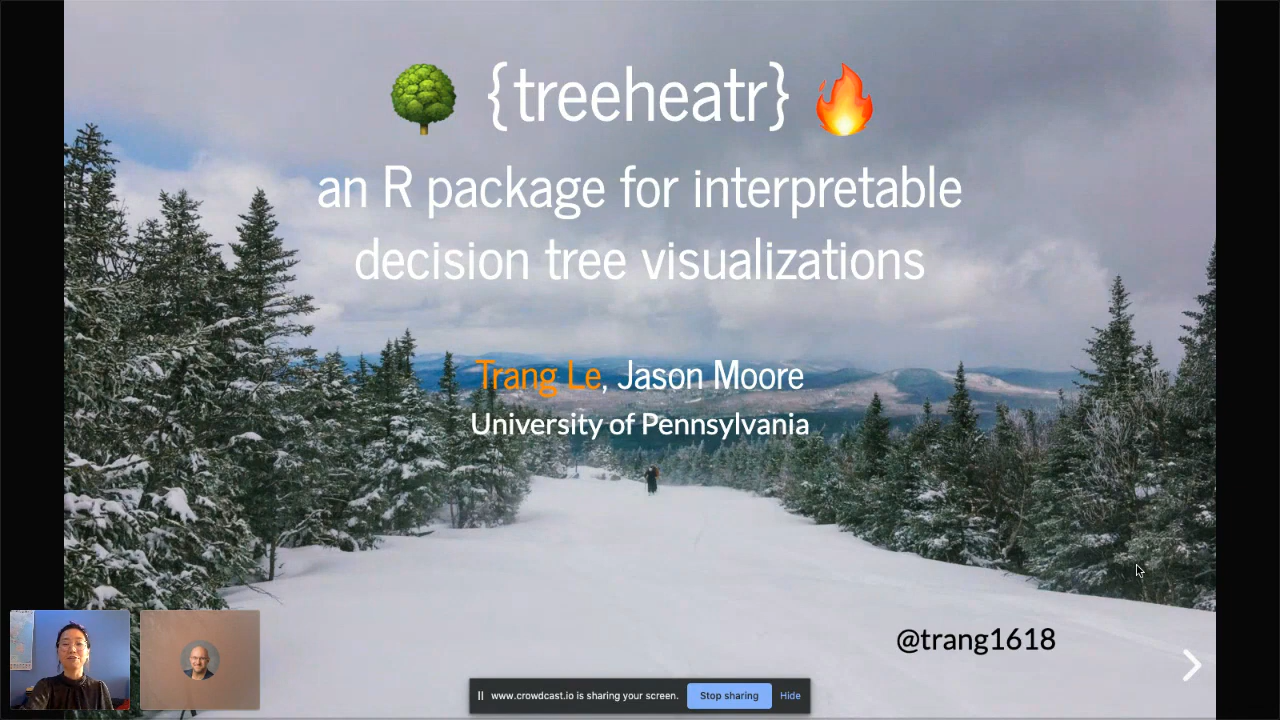 {treeheatr}
an R package for interpretable
decision tree visualizations
Trang Le, Jason Moore
University of Pennsylvania
@trang1618
www.crowdcast.io is sharing your screen. Stop sharing Hide